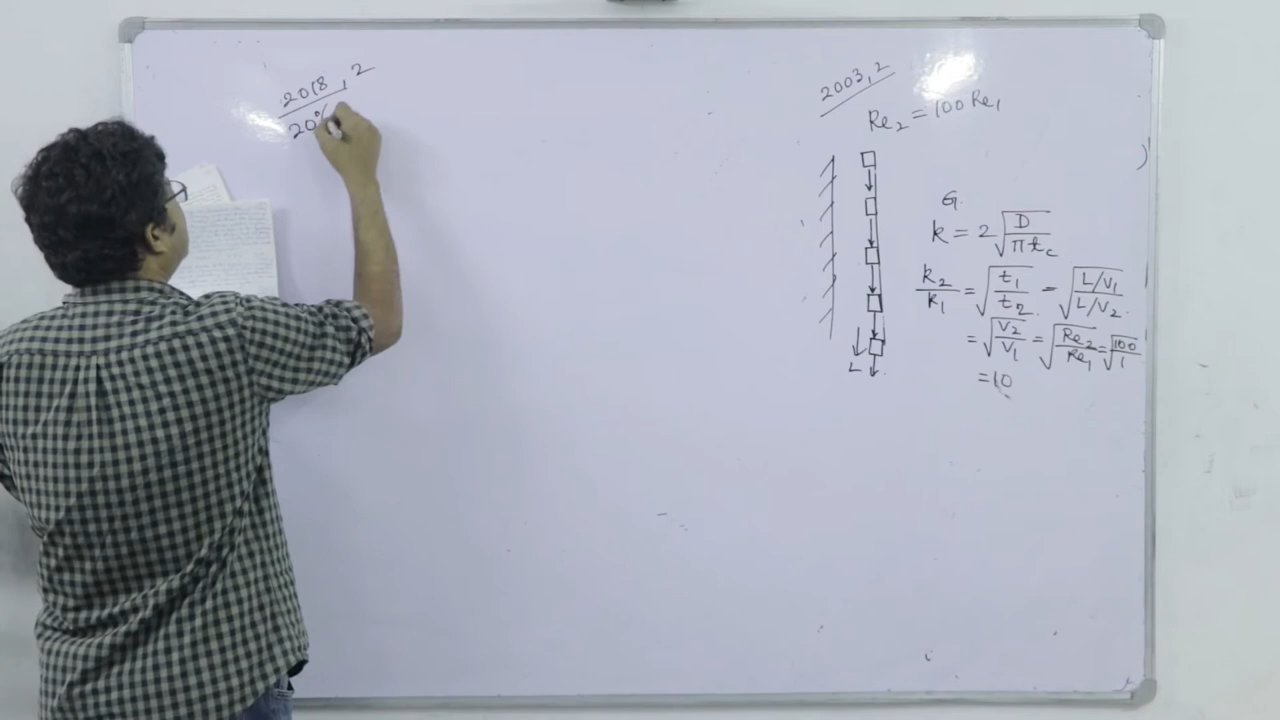 2018, 2
20%
2003, 2
Re₂ = 100 Re₁
G.
k = 2 √(D / π t_c)
k₂/k₁ = √(t₁/t₂) = √((L/V₁)/(L/V₂))
= √(V₂/V₁) = √(Re₂/Re₁) = √(100/1)
= 10
L